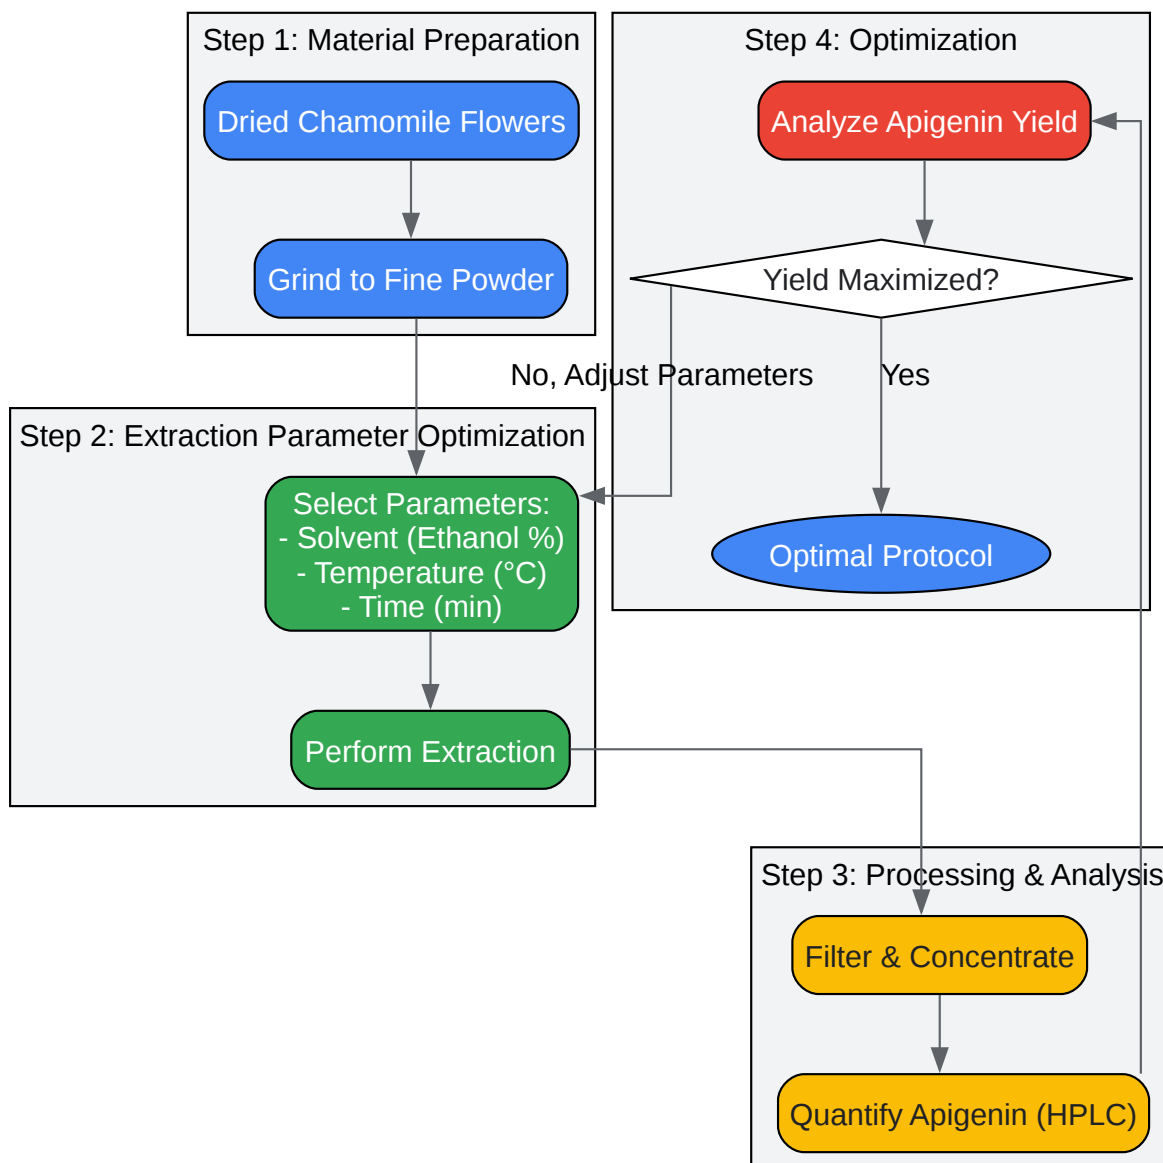 Step 1: Material Preparation
Dried Chamomile Flowers
Grind to Fine Powder
Step 2: Extraction Parameter Optimization
Select Parameters:
- Solvent (Ethanol %)
- Temperature (°C)
- Time (min)
Perform Extraction
Step 3: Processing & Analysis
Filter & Concentrate
Quantify Apigenin (HPLC)
Step 4: Optimization
Analyze Apigenin Yield
Yield Maximized?
No, Adjust Parameters
Yes
Optimal Protocol